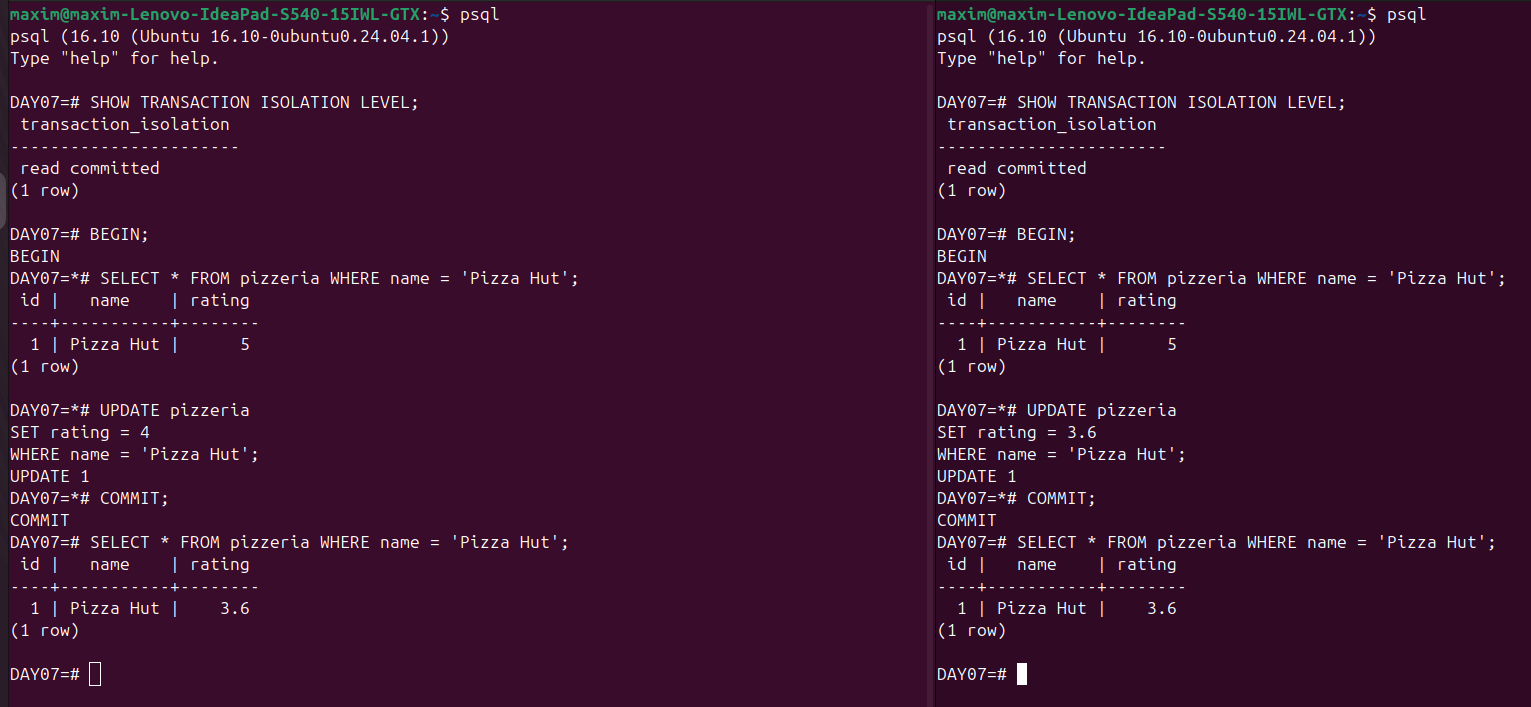 maxim@maxim-Lenovo-IdeaPad-S540-15IWL-GTX:~$ psql
psql (16.10 (Ubuntu 16.10-0ubuntu0.24.04.1))
Type "help" for help.
DAY07=# SHOW TRANSACTION ISOLATION LEVEL;
 transaction_isolation
-----------------------
 read committed
(1 row)
DAY07=# BEGIN;
BEGIN
DAY07=*# SELECT * FROM pizzeria WHERE name = 'Pizza Hut';
 id |   name    | rating
----+-----------+--------
  1 | Pizza Hut |      5
(1 row)
DAY07=*# UPDATE pizzeria
SET rating = 4
WHERE name = 'Pizza Hut';
UPDATE 1
DAY07=*# COMMIT;
COMMIT
DAY07=# SELECT * FROM pizzeria WHERE name = 'Pizza Hut';
 id |   name    | rating
----+-----------+--------
  1 | Pizza Hut |    3.6
(1 row)
DAY07=#
maxim@maxim-Lenovo-IdeaPad-S540-15IWL-GTX:~$ psql
psql (16.10 (Ubuntu 16.10-0ubuntu0.24.04.1))
Type "help" for help.
DAY07=# SHOW TRANSACTION ISOLATION LEVEL;
 transaction_isolation
-----------------------
 read committed
(1 row)
DAY07=# BEGIN;
BEGIN
DAY07=*# SELECT * FROM pizzeria WHERE name = 'Pizza Hut';
 id |   name    | rating
----+-----------+--------
  1 | Pizza Hut |      5
(1 row)
DAY07=*# UPDATE pizzeria
SET rating = 3.6
WHERE name = 'Pizza Hut';
UPDATE 1
DAY07=*# COMMIT;
COMMIT
DAY07=# SELECT * FROM pizzeria WHERE name = 'Pizza Hut';
 id |   name    | rating
----+-----------+--------
  1 | Pizza Hut |    3.6
(1 row)
DAY07=#